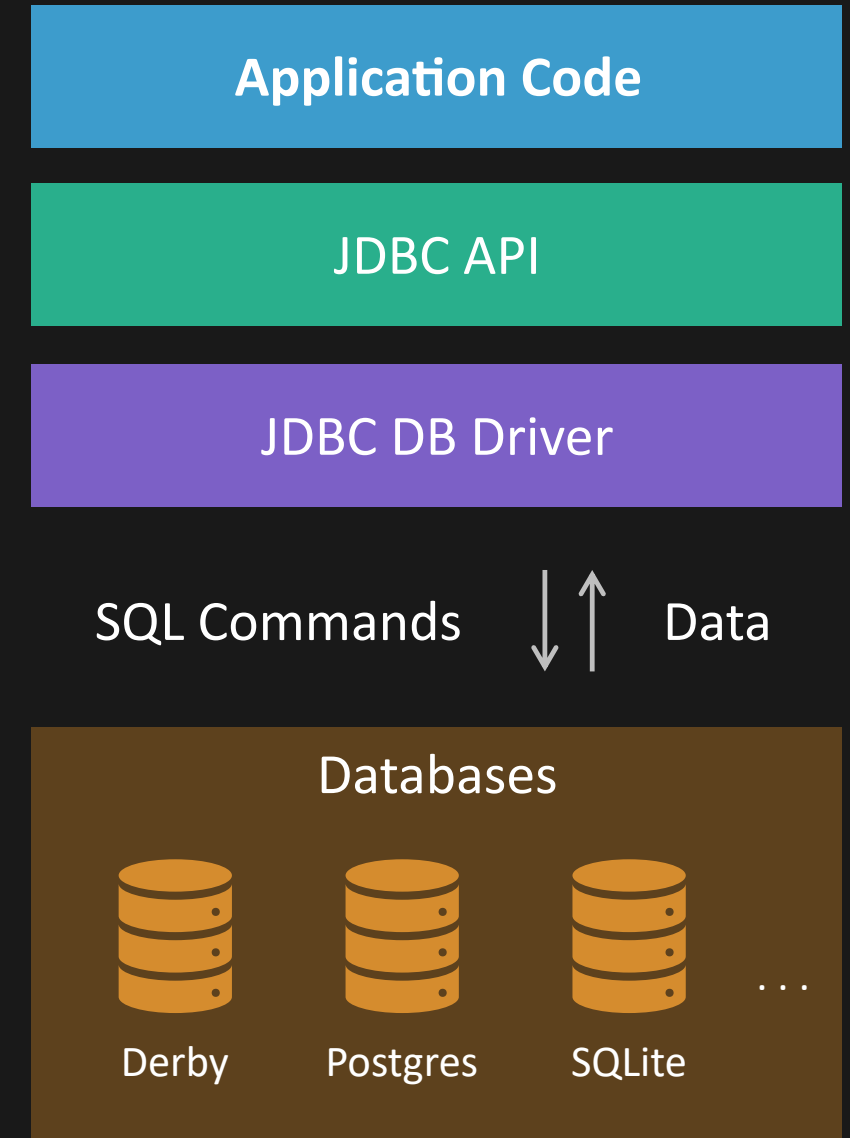 Application Code
JDBC API
JDBC DB Driver
SQL Commands
Data
Databases
. . .
Derby
Postgres
SQLite